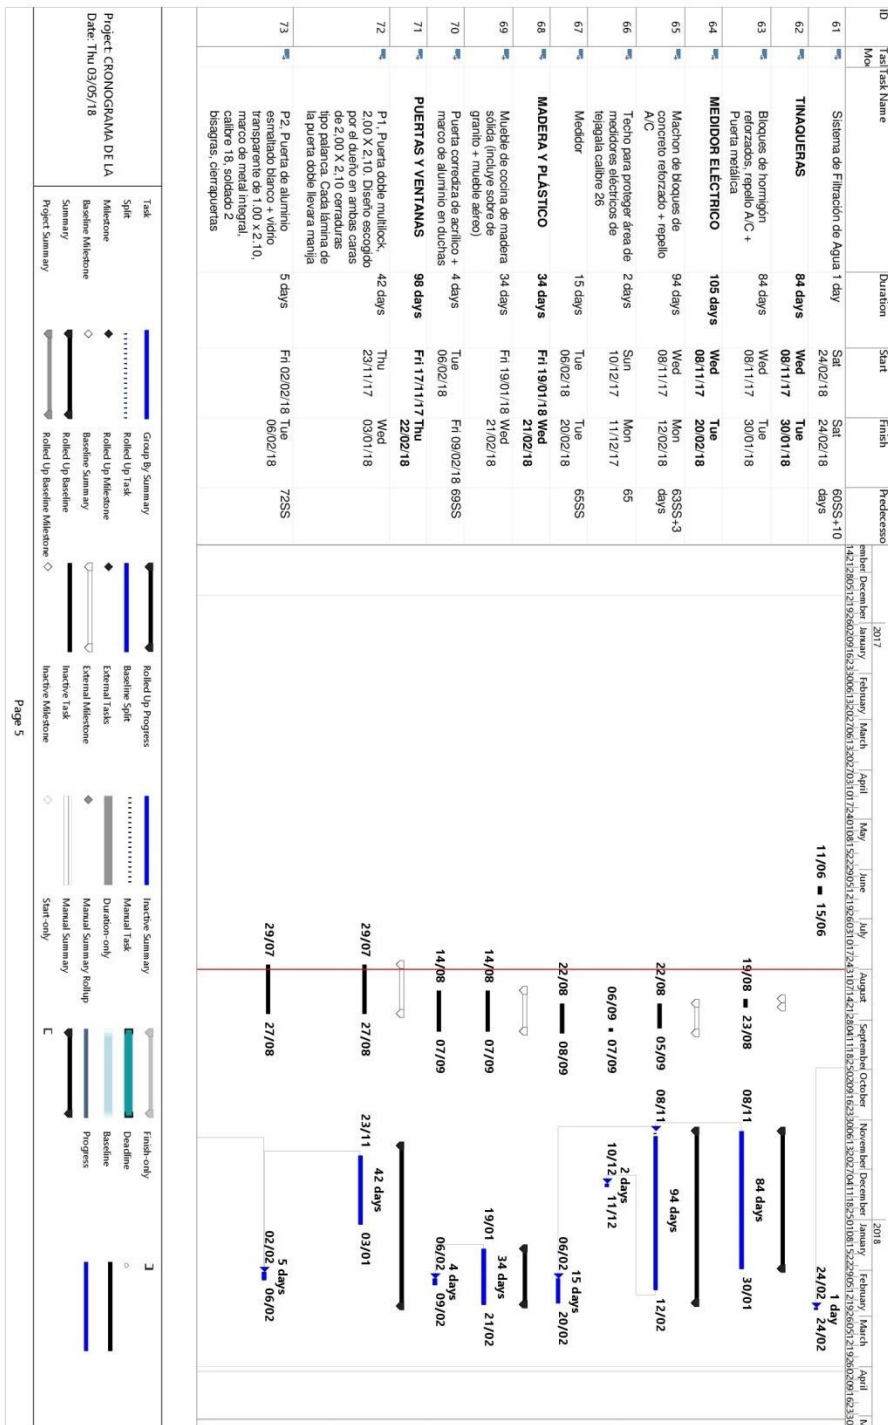 ID Task Mo Task Name Duration Start Finish Predecesso
61 Sistema de Filtración de Agua 1 day Sat 24/02/18 Sat 24/02/18 60SS+10 days
62 TINAQUERAS 84 days Wed 08/11/17 Tue 30/01/18
63 Bloques de hormigón reforzados, repello A/C + Puerta metálica 84 days Wed 08/11/17 Tue 30/01/18
64 MEDIDOR ELÉCTRICO 105 days Wed 08/11/17 Tue 20/02/18
65 Machon de bloques de concreto reforzado + repello A/C 94 days Wed 08/11/17 Mon 12/02/18 63SS+3 days
66 Techo para proteger área de medidores eléctricos de tejagala calibre 26 2 days Sun 10/12/17 Mon 11/12/17 65
67 Medidor 15 days Tue 06/02/18 Tue 20/02/18 65SS
68 MADERA Y PLÁSTICO 34 days Fri 19/01/18 Wed 21/02/18
69 Mueble de cocina de madera sólida (incluye sobre de granito + mueble aéreo) 34 days Fri 19/01/18 Wed 21/02/18
70 Puerta corrediza de acrílico + marco de aluminio en duchas 4 days Tue 06/02/18 Fri 09/02/18 69SS
71 PUERTAS Y VENTANAS 98 days Fri 17/11/17 Thu 22/02/18
72 P1. Puerta doble multilock, 2,00 X 2,10. Diseño escogido por el dueño en ambas caras de 2,00 X 2,10 cerraduras tipo palanca. Cada lámina de la puerta doble llevara manija 42 days Thu 23/11/17 Wed 03/01/18
73 P2. Puerta de aluminio esmaltado blanco + vidrio transparente de 1.00 x 2.10, marco de metal integral, calibre 18, soldado 2 bisagras, cierrapuertas 5 days Fri 02/02/18 Tue 06/02/18 72SS
2017 2018
ember December January February March April May June July August September October November December January February March April M
11/06 15/06 1 day 24/02 24/02
19/08 23/08 08/11 84 days 30/01
22/08 05/09 08/11 94 days 12/02
06/09 07/09 2 days 10/12 11/12
22/08 08/09 15 days 06/02 20/02
14/08 07/09 19/01 34 days 21/02
14/08 07/09 4 days 06/02 09/02
29/07 27/08 23/11 42 days 03/01
29/07 27/08 5 days 02/02 06/02
Project: CRONOGRAMA DE LA
Date: Thu 03/05/18
Task Group By Summary Rolled Up Progress Inactive Summary Finish-only
Split Rolled Up Task Baseline Split Manual Task Deadline
Milestone Rolled Up Milestone External Tasks Duration-only Baseline
Baseline Milestone Baseline Summary External Milestone Manual Summary Rollup Progress
Summary Rolled Up Baseline Inactive Task Manual Summary
Project Summary Rolled Up Baseline Milestone Inactive Milestone Start-only
Page 5